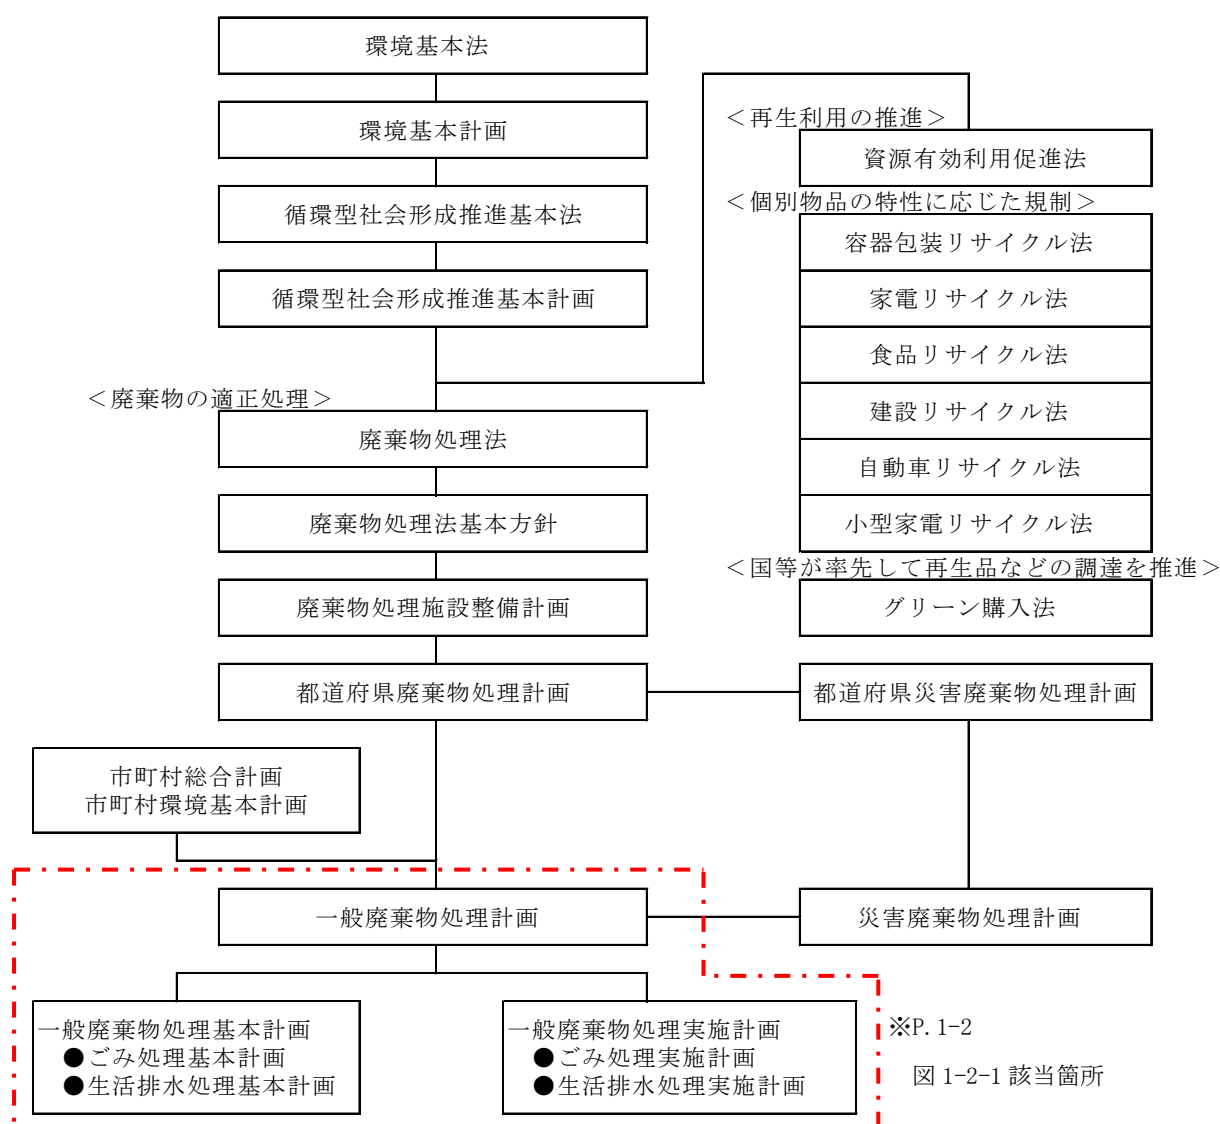 環境基本法
環境基本計画
循環型社会形成推進基本法
循環型社会形成推進基本計画
＜再生利用の推進＞
資源有効利用促進法
＜個別物品の特性に応じた規制＞
容器包装リサイクル法
家電リサイクル法
食品リサイクル法
建設リサイクル法
自動車リサイクル法
小型家電リサイクル法
＜国等が率先して再生品などの調達を推進＞
グリーン購入法
＜廃棄物の適正処理＞
廃棄物処理法
廃棄物処理法基本方針
廃棄物処理施設整備計画
都道府県廃棄物処理計画
都道府県災害廃棄物処理計画
市町村総合計画
市町村環境基本計画
一般廃棄物処理計画
災害廃棄物処理計画
一般廃棄物処理基本計画
●ごみ処理基本計画
●生活排水処理基本計画
一般廃棄物処理実施計画
●ごみ処理実施計画
●生活排水処理実施計画
※P.1-2
図 1-2-1 該当箇所